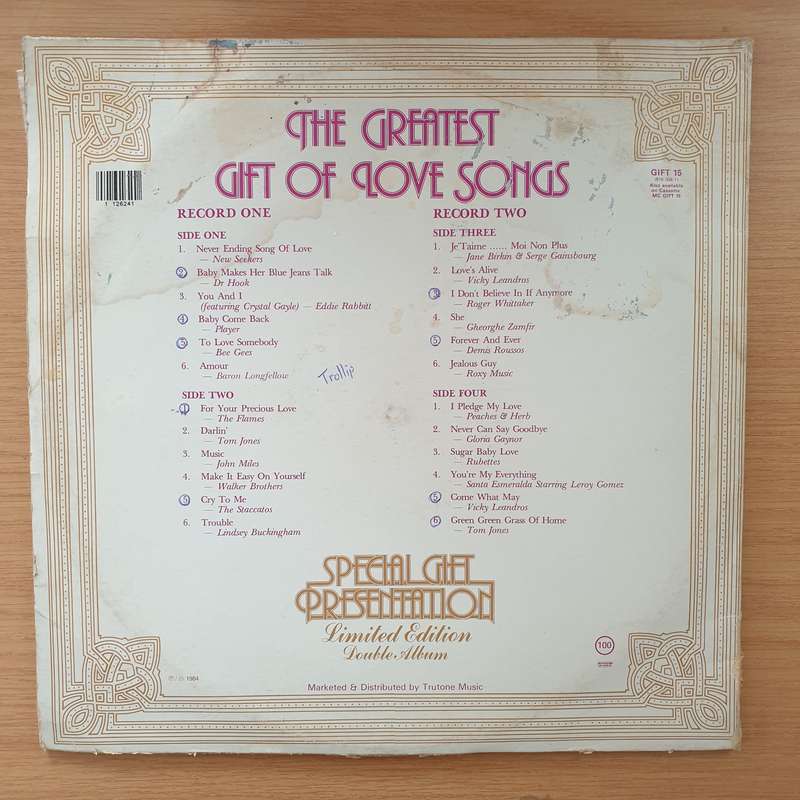 THE GREATEST
GIFT OF LOVE SONGS
1 126241
GIFT 15
Also available
on Cassette
MC GIFT 15
RECORD ONE
SIDE ONE
1. Never Ending Song Of Love
— New Seekers
2. Baby Makes Her Blue Jeans Talk
— Dr Hook
3. You And I
(featuring Crystal Gayle) — Eddie Rabbitt
4. Baby Come Back
— Player
5. To Love Somebody
— Bee Gees
6. Amour
— Baron Longfellow
Trollip
SIDE TWO
1. For Your Precious Love
— The Flames
2. Darlin'
— Tom Jones
3. Music
— John Miles
4. Make It Easy On Yourself
— Walker Brothers
5. Cry To Me
— The Staccatos
6. Trouble
— Lindsey Buckingham
RECORD TWO
SIDE THREE
1. Je'Taime ...... Moi Non Plus
— Jane Birkin & Serge Gainsbourg
2. Love's Alive
— Vicky Leandros
3. I Don't Believe In If Anymore
— Roger Whittaker
4. She
— Gheorghe Zamfir
5. Forever And Ever
— Demis Roussos
6. Jealous Guy
— Roxy Music
SIDE FOUR
1. I Pledge My Love
— Peaches & Herb
2. Never Can Say Goodbye
— Gloria Gaynor
3. Sugar Baby Love
— Rubettes
4. You're My Everything
— Santa Esmeralda Starring Leroy Gomez
5. Come What May
— Vicky Leandros
6. Green Green Grass Of Home
— Tom Jones
SPECIAL GIFT
PRESENTATION
Limited Edition
Double Album
100
℗/© 1984
Marketed & Distributed by Trutone Music